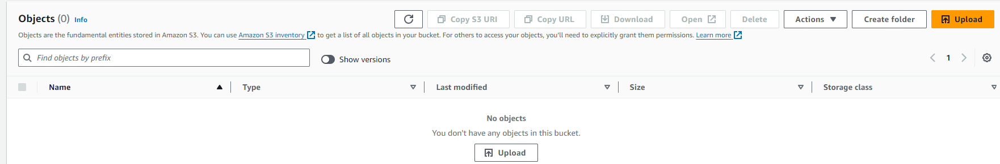 Objects (0) Info
Copy S3 URI Copy URL Download Open Delete Actions Create folder Upload
Objects are the fundamental entities stored in Amazon S3. You can use Amazon S3 inventory to get a list of all objects in your bucket. For others to access your objects, you’ll need to explicitly grant them permissions. Learn more
Find objects by prefix Show versions 1
Name Type Last modified Size Storage class
No objects
You don't have any objects in this bucket.
Upload